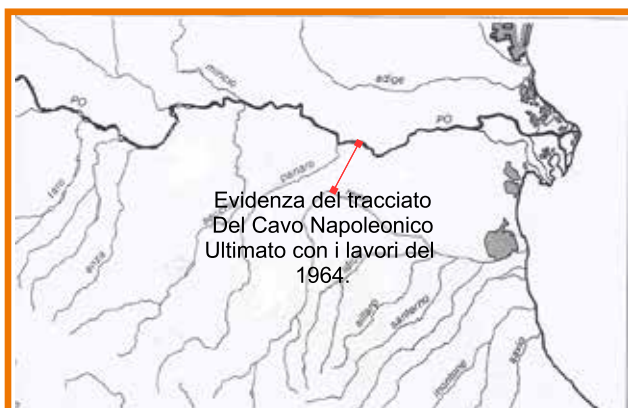 mincio
adige
PO
PO
panaro
taro
enza
Evidenza del tracciato
Del Cavo Napoleonico
Ultimato con i lavori del
1964.
sillaro
santerno
montone
savio